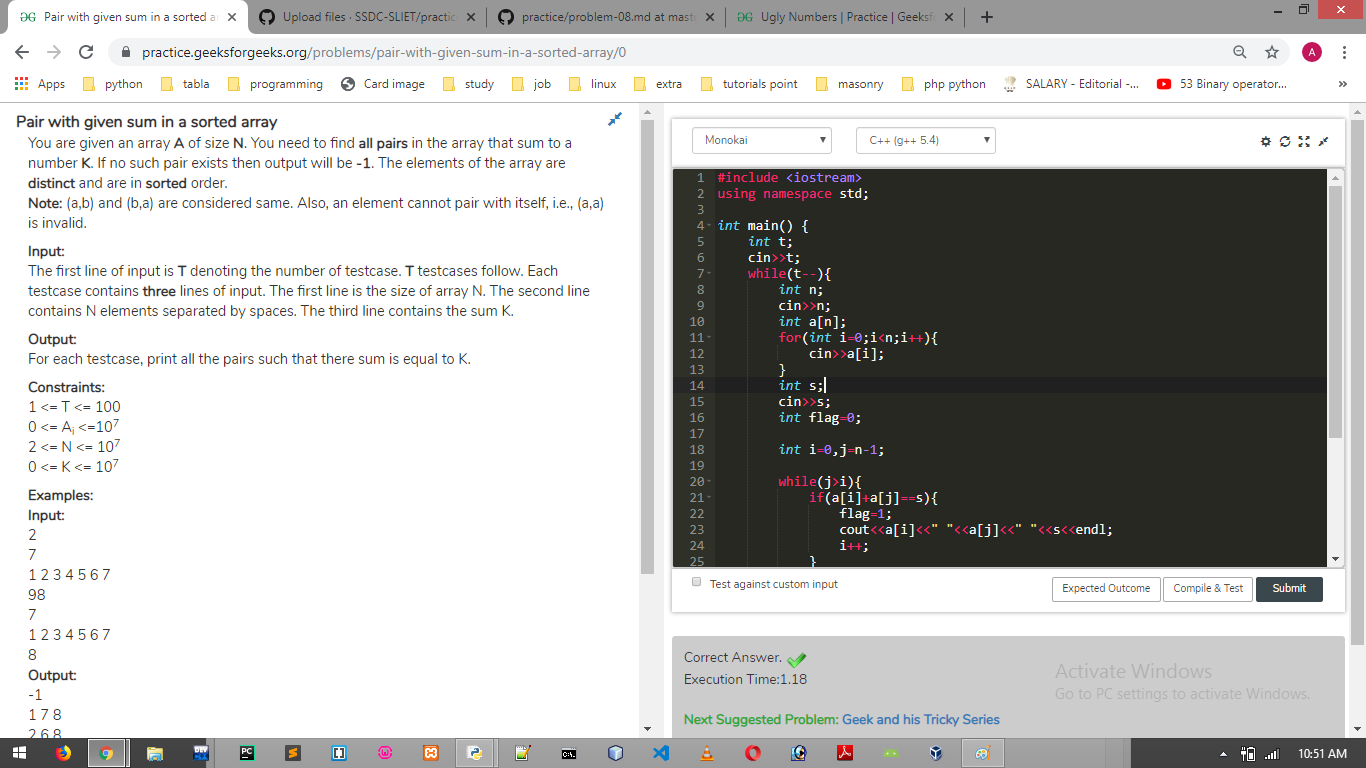 Pair with given sum in a sorted ar
Upload files · SSDC-SLIET/practic
practice/problem-08.md at mast
Ugly Numbers | Practice | Geeksf
practice.geeksforgeeks.org/problems/pair-with-given-sum-in-a-sorted-array/0
A
Apps python tabla programming Card image study job linux extra tutorials point masonry php python SALARY - Editorial -... 53 Binary operator... »
Pair with given sum in a sorted array
You are given an array A of size N. You need to find all pairs in the array that sum to a
number K. If no such pair exists then output will be -1. The elements of the array are
distinct and are in sorted order.
Note: (a,b) and (b,a) are considered same. Also, an element cannot pair with itself, i.e., (a,a)
is invalid.
Input:
The first line of input is T denoting the number of testcase. T testcases follow. Each
testcase contains three lines of input. The first line is the size of array N. The second line
contains N elements separated by spaces. The third line contains the sum K.
Output:
For each testcase, print all the pairs such that there sum is equal to K.
Constraints:
1 <= T <= 100
0 <= Ai <=10^7
2 <= N <= 10^7
0 <= K <= 10^7
Examples:
Input:
2
7
1 2 3 4 5 6 7
98
7
1 2 3 4 5 6 7
8
Output:
-1
1 7 8
2 6 8
Monokai
C++ (g++ 5.4)
1 #include <iostream>
2 using namespace std;
3
4 int main() {
5 int t;
6 cin>>t;
7 while(t--){
8 int n;
9 cin>>n;
10 int a[n];
11 for(int i=0;i<n;i++){
12 cin>>a[i];
13 }
14 int s;
15 cin>>s;
16 int flag=0;
17
18 int i=0,j=n-1;
19
20 while(j>i){
21 if(a[i]+a[j]==s){
22 flag=1;
23 cout<<a[i]<<" "<<a[j]<<" "<<s<<endl;
24 i++;
25 }
Test against custom input
Expected Outcome
Compile & Test
Submit
Correct Answer.
Execution Time:1.18
Next Suggested Problem: Geek and his Tricky Series
Activate Windows
Go to PC settings to activate Windows.
PC
10:51 AM